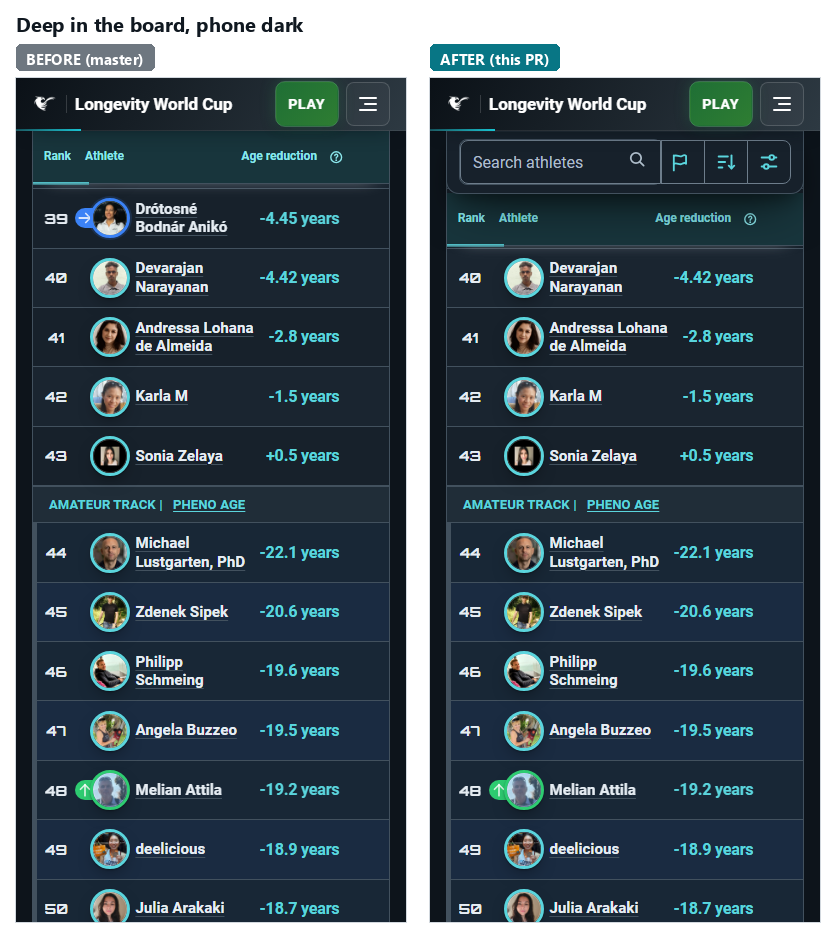 Deep in the board, phone dark
BEFORE (master)
Longevity World Cup
PLAY
Rank Athlete Age reduction ?
39 Drótosné
Bodnár Anikó -4.45 years
40 Devarajan
Narayanan -4.42 years
41 Andressa Lohana
de Almeida -2.8 years
42 Karla M -1.5 years
43 Sonia Zelaya +0.5 years
AMATEUR TRACK | PHENO AGE
44 Michael
Lustgarten, PhD -22.1 years
45 Zdenek Sipek -20.6 years
46 Philipp
Schmeing -19.6 years
47 Angela Buzzeo -19.5 years
48 Melian Attila -19.2 years
49 deelicious -18.9 years
50 Julia Arakaki -18.7 years
AFTER (this PR)
Longevity World Cup
PLAY
Search athletes
Rank Athlete Age reduction ?
40 Devarajan
Narayanan -4.42 years
41 Andressa Lohana
de Almeida -2.8 years
42 Karla M -1.5 years
43 Sonia Zelaya +0.5 years
AMATEUR TRACK | PHENO AGE
44 Michael
Lustgarten, PhD -22.1 years
45 Zdenek Sipek -20.6 years
46 Philipp
Schmeing -19.6 years
47 Angela Buzzeo -19.5 years
48 Melian Attila -19.2 years
49 deelicious -18.9 years
50 Julia Arakaki -18.7 years